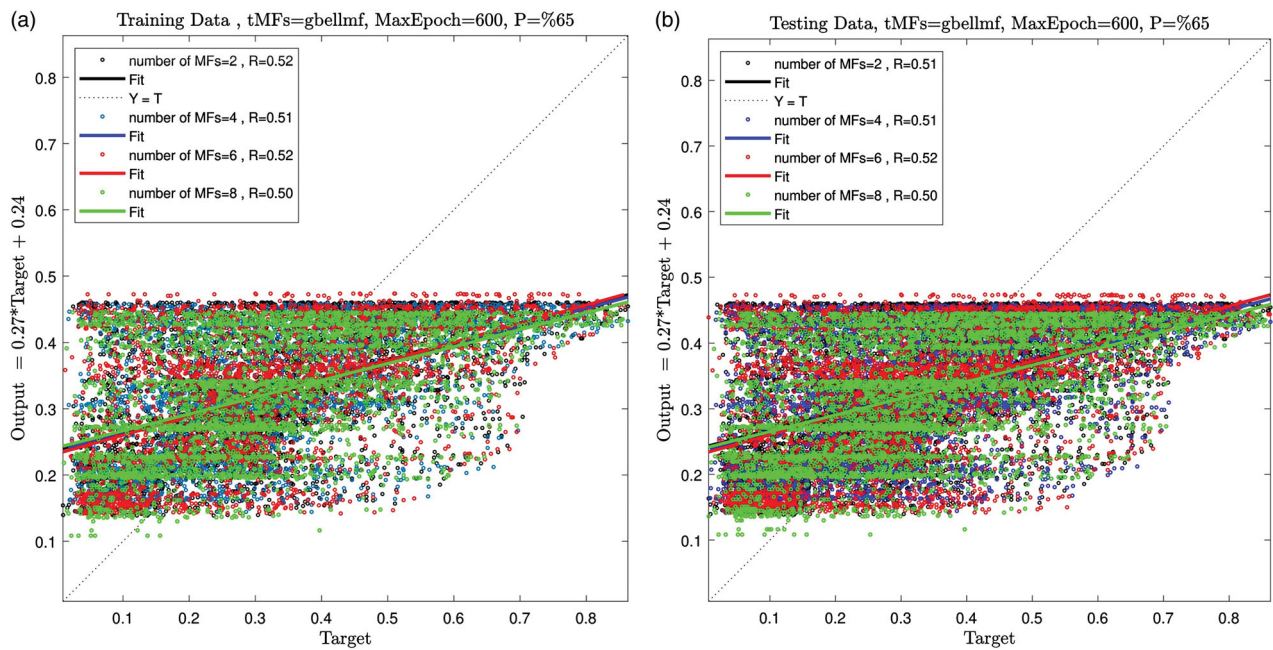 (a)
Training Data , tMFs=gbellmf, MaxEpoch=600, P=%65
number of MFs=2 , R=0.52
Fit
Y = T
number of MFs=4 , R=0.51
Fit
number of MFs=6 , R=0.52
Fit
number of MFs=8 , R=0.50
Fit
Output = 0.27*Target + 0.24
0.8
0.7
0.6
0.5
0.4
0.3
0.2
0.1
0.1 0.2 0.3 0.4 0.5 0.6 0.7 0.8
Target
(b)
Testing Data, tMFs=gbellmf, MaxEpoch=600, P=%65
number of MFs=2 , R=0.51
Fit
Y = T
number of MFs=4 , R=0.51
Fit
number of MFs=6 , R=0.52
Fit
number of MFs=8 , R=0.50
Fit
Output = 0.27*Target + 0.24
0.8
0.7
0.6
0.5
0.4
0.3
0.2
0.1
0.1 0.2 0.3 0.4 0.5 0.6 0.7 0.8
Target